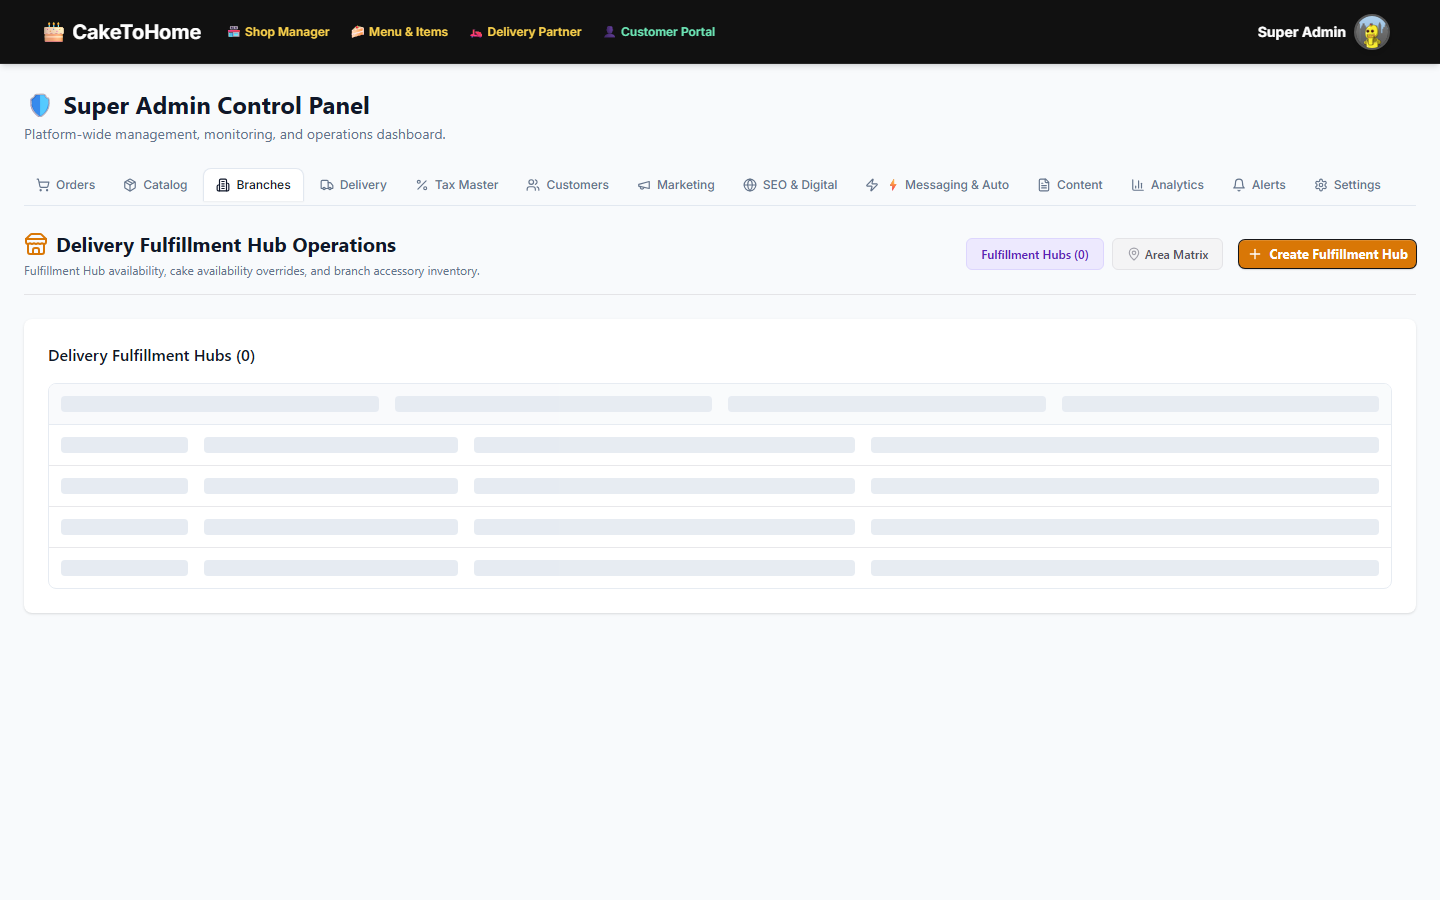 CakeToHome
Shop Manager
Menu & Items
Delivery Partner
Customer Portal
Super Admin
Super Admin Control Panel
Platform-wide management, monitoring, and operations dashboard.
Orders
Catalog
Branches
Delivery
Tax Master
Customers
Marketing
SEO & Digital
Messaging & Auto
Content
Analytics
Alerts
Settings
Delivery Fulfillment Hub Operations
Fulfillment Hub availability, cake availability overrides, and branch accessory inventory.
Fulfillment Hubs (0)
Area Matrix
Create Fulfillment Hub
Delivery Fulfillment Hubs (0)